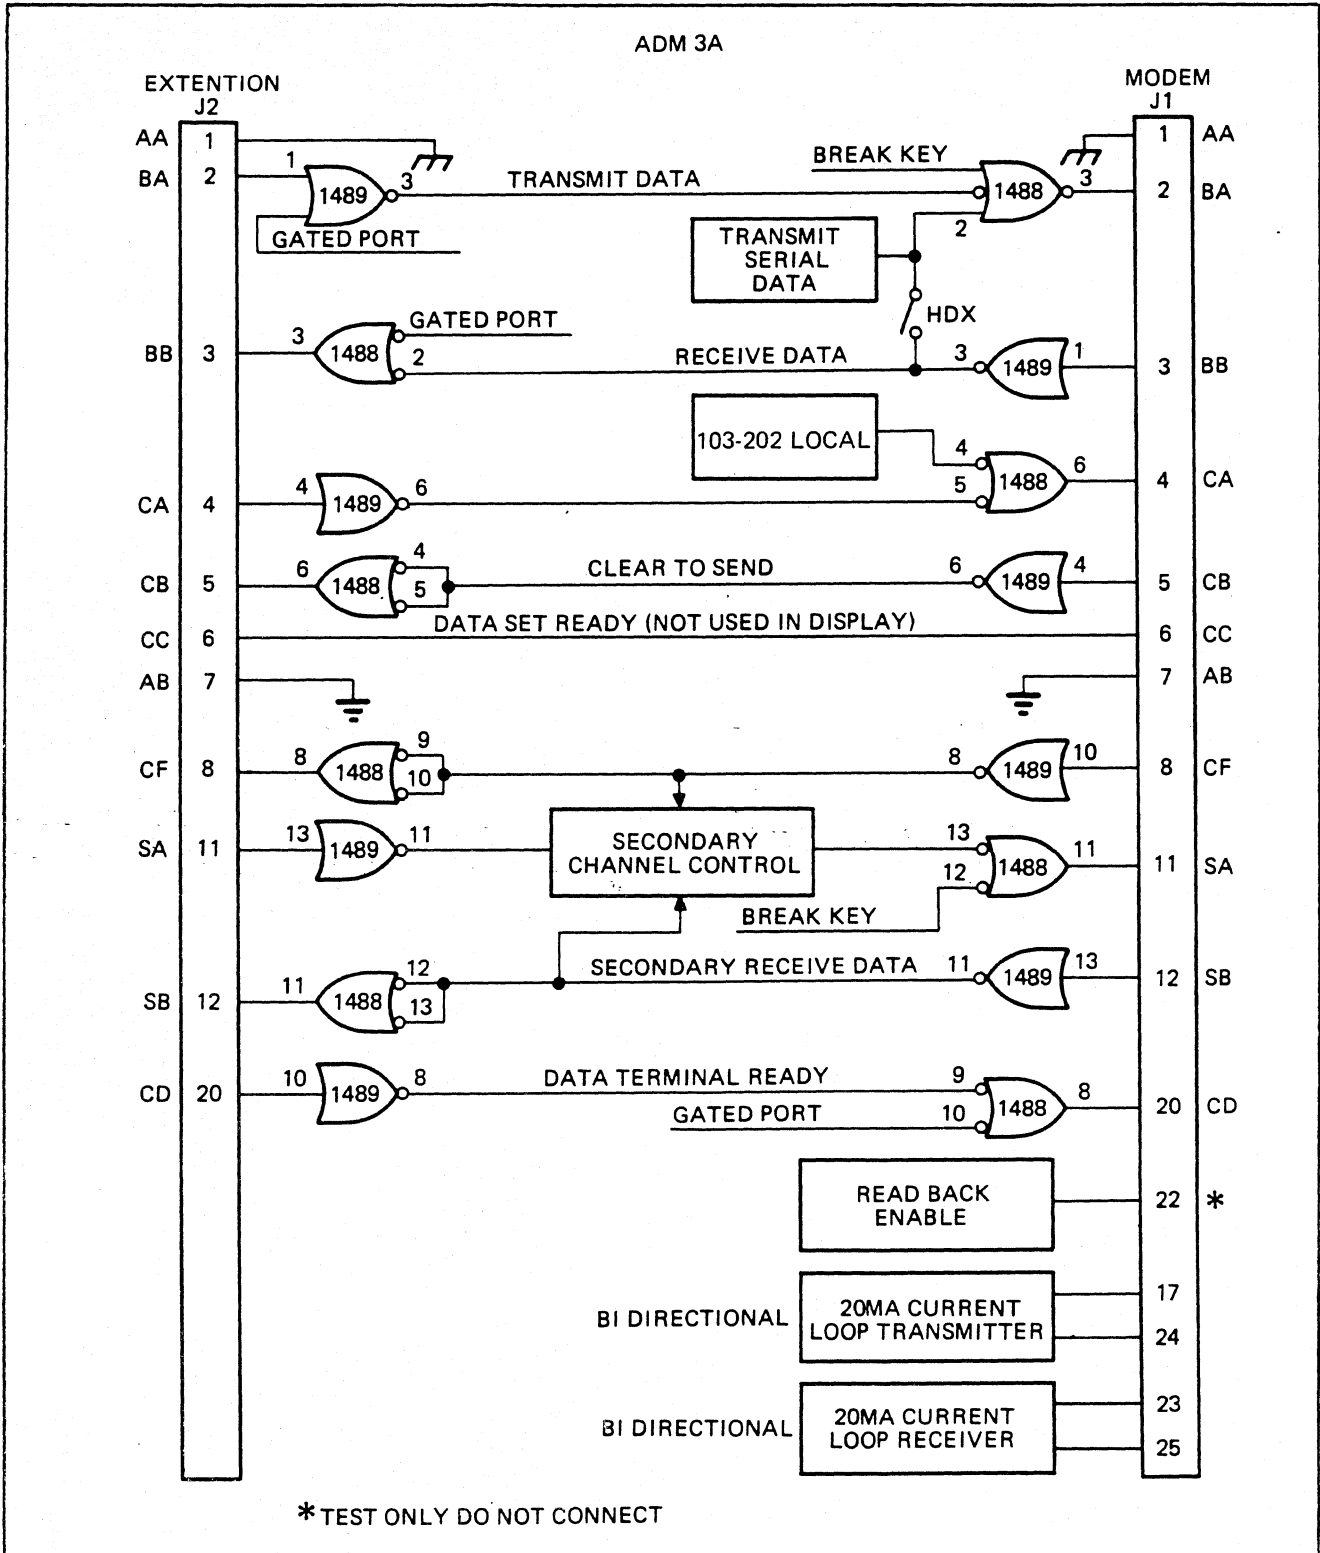 ADM 3A
EXTENTION
J2
MODEM
J1
AA 1
1 AA
BA 2
1
1489
3
TRANSMIT DATA
BREAK KEY
1488
3
2
2 BA
GATED PORT
TRANSMIT
SERIAL
DATA
HDX
BB 3
3
1488
GATED PORT
2
RECEIVE DATA
3
1489
1
3 BB
103-202 LOCAL
CA 4
4
1489
6
4
5
1488
6
4 CA
CB 5
6
1488
4
5
CLEAR TO SEND
6
1489
4
5 CB
CC 6
DATA SET READY (NOT USED IN DISPLAY)
6 CC
AB 7
7 AB
CF 8
8
1488
9
10
8
1489
10
8 CF
SA 11
13
1489
11
SECONDARY
CHANNEL CONTROL
13
12
1488
11
11 SA
BREAK KEY
SB 12
11
1488
12
13
SECONDARY RECEIVE DATA
11
1489
13
12 SB
CD 20
10
1489
8
DATA TERMINAL READY
9
GATED PORT
10
1488
8
20 CD
READ BACK
ENABLE
22 *
BI DIRECTIONAL
20MA CURRENT
LOOP TRANSMITTER
17
24
BI DIRECTIONAL
20MA CURRENT
LOOP RECEIVER
23
25
* TEST ONLY DO NOT CONNECT